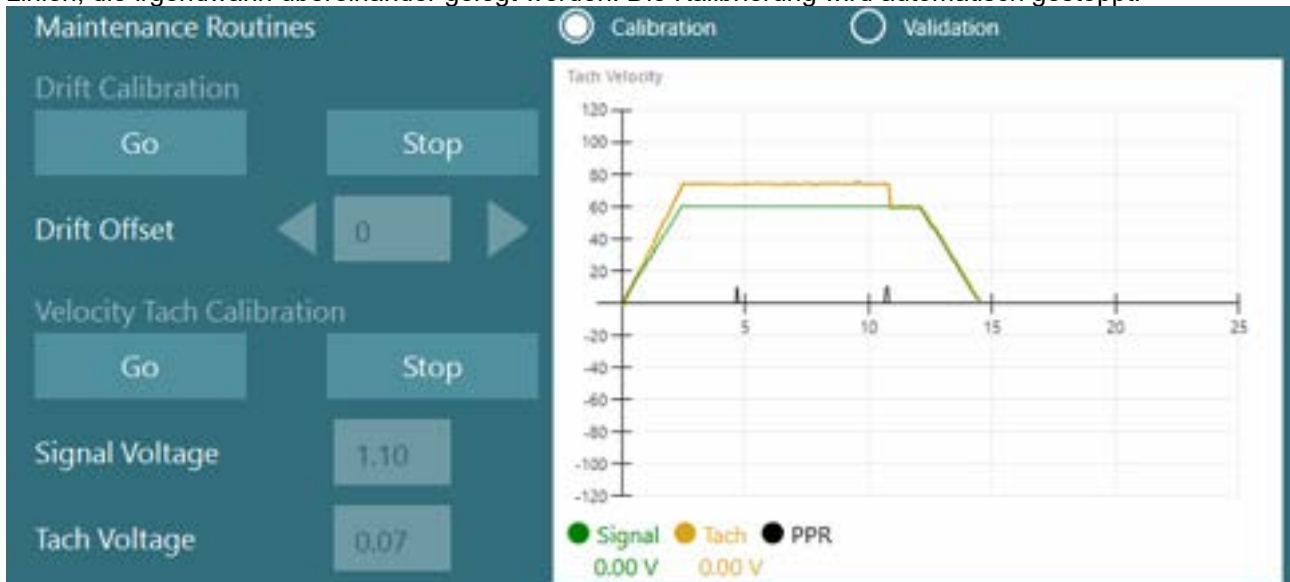 Maintenance Routines
Calibration
Validation
Drift Calibration
Go
Stop
Drift Offset
0
Velocity Tach Calibration
Go
Stop
Signal Voltage
1.10
Tach Voltage
0.07
Tach Velocity
120
100
80
60
40
20
-20
-40
-60
-80
-100
-120
5
10
15
20
25
Signal
Tach
PPR
0.00 V
0.00 V